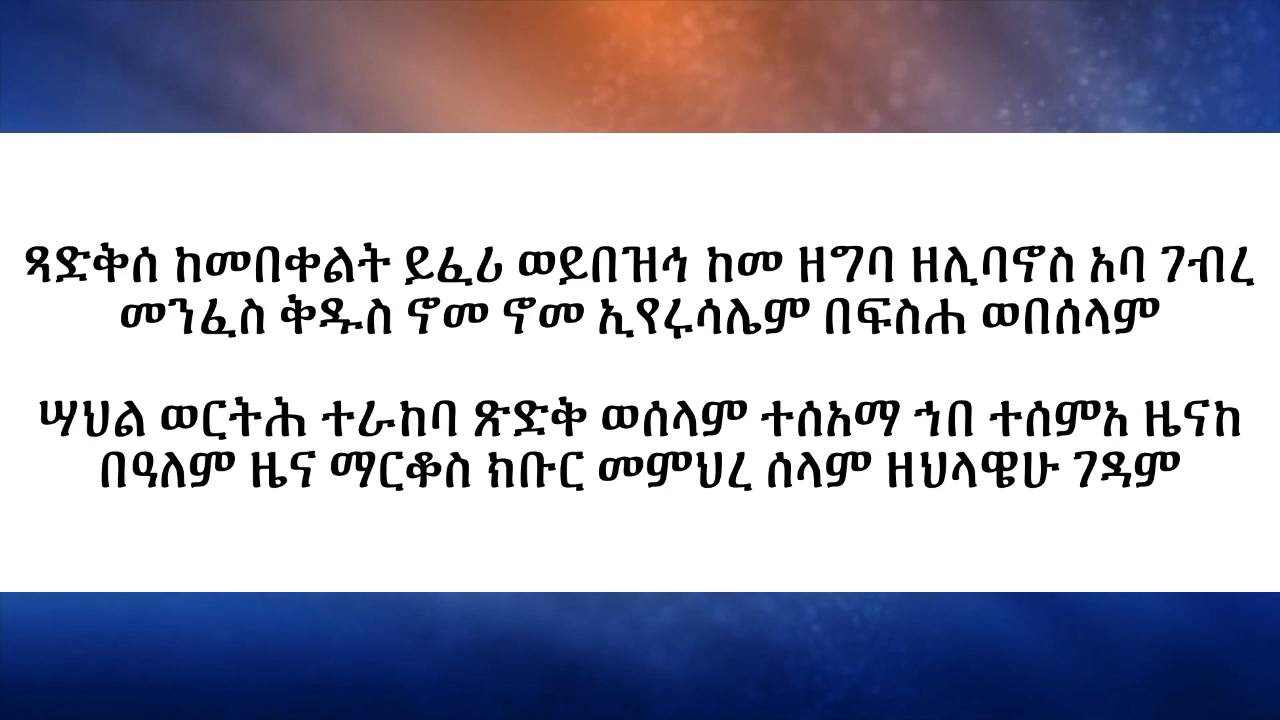 ጻድቅሰ ከመበቀልት ይፈሪ ወይበዝኅ ከመ ዘግባ ዘሊባኖስ አባ ገብረ
መንፈስ ቅዱስ ኖመ ኖመ ኢየሩሳሌም በፍስሐ ወበሰላም
ሣህል ወርትሕ ተራከባ ጽድቅ ወሰላም ተሰአማ ኀበ ተሰምአ ዜናከ
በዓለም ዜና ማርቆስ ክቡር መምህረ ሰላም ዘህላዌሁ ገዳም